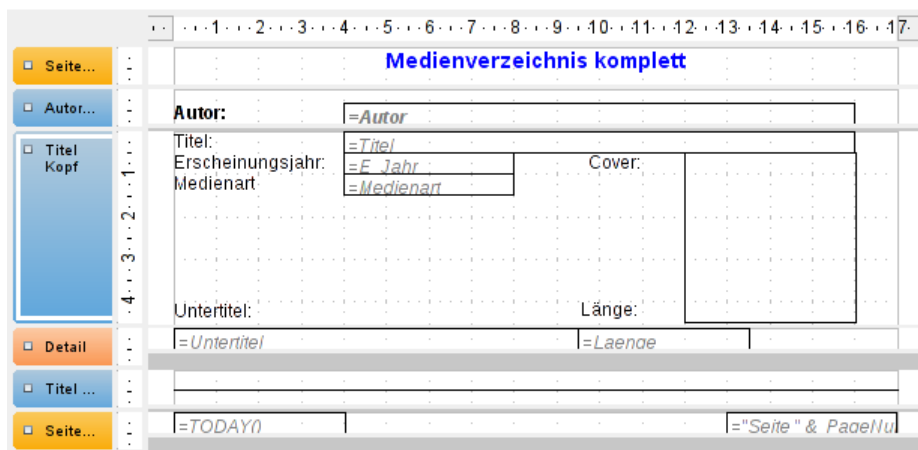 1 2 3 4 5 6 7 8 9 10 11 12 13 14 15 16 17
Seite...
Medienverzeichnis komplett
Autor...
Autor:
=Autor
Titel Kopf
Titel:
=Titel
Erscheinungsjahr:
=E_Jahr
Cover:
Medienart
=Medienart
1
2
3
4
Untertitel:
Länge:
Detail
=Untertitel
=Laenge
Titel ...
Seite...
=TODAY()
="Seite " & PageNu